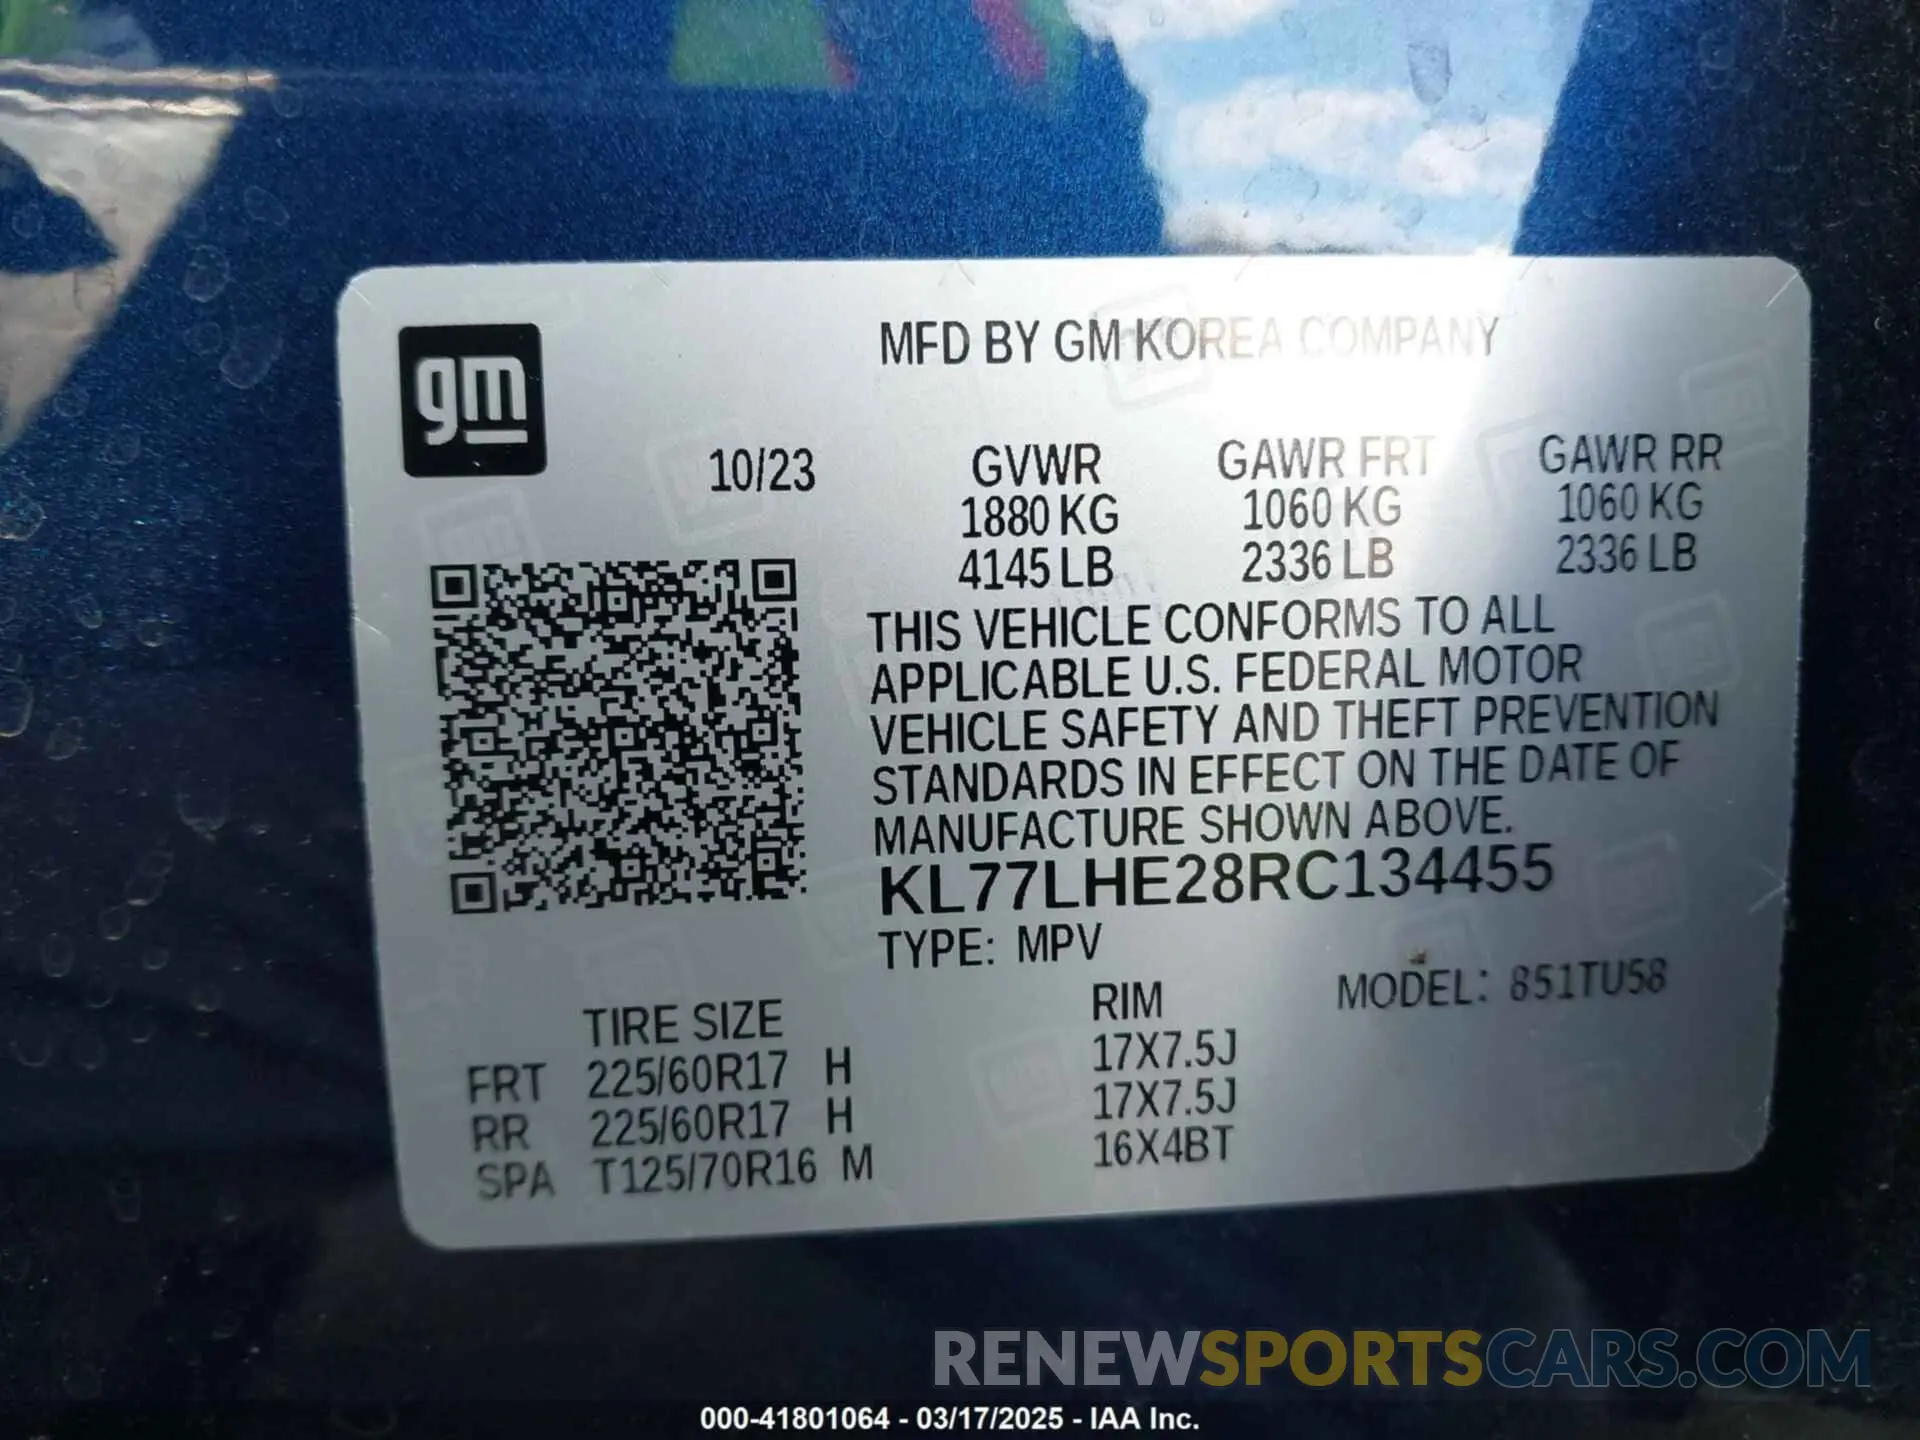 gm
MFD BY GM KOREA COMPANY
10/23
GVWR GAWR FRT GAWR RR
1880 KG 1060 KG 1060 KG
4145 LB 2336 LB 2336 LB
THIS VEHICLE CONFORMS TO ALL
APPLICABLE U.S. FEDERAL MOTOR
VEHICLE SAFETY AND THEFT PREVENTION
STANDARDS IN EFFECT ON THE DATE OF
MANUFACTURE SHOWN ABOVE.
KL77LHE28RC134455
TYPE: MPV
MODEL: 851TU58
TIRE SIZE RIM
FRT 225/60R17 H 17X7.5J
RR 225/60R17 H 17X7.5J
SPA T125/70R16 M 16X4BT
RENEWSPORTSCARS.COM
000-41801064 - 03/17/2025 - IAA Inc.